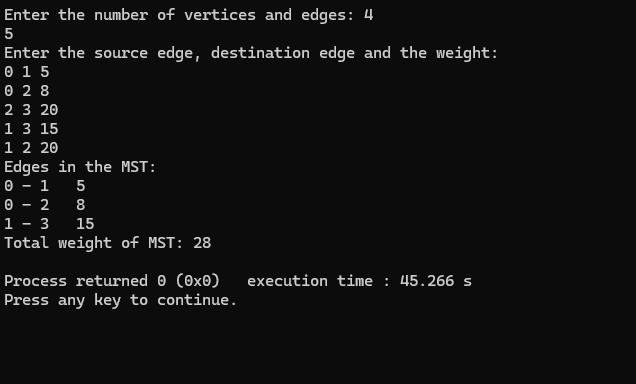 Enter the number of vertices and edges: 4
5
Enter the source edge, destination edge and the weight:
0 1 5
0 2 8
2 3 20
1 3 15
1 2 20
Edges in the MST:
0 - 1   5
0 - 2   8
1 - 3   15
Total weight of MST: 28
Process returned 0 (0x0)   execution time : 45.266 s
Press any key to continue.